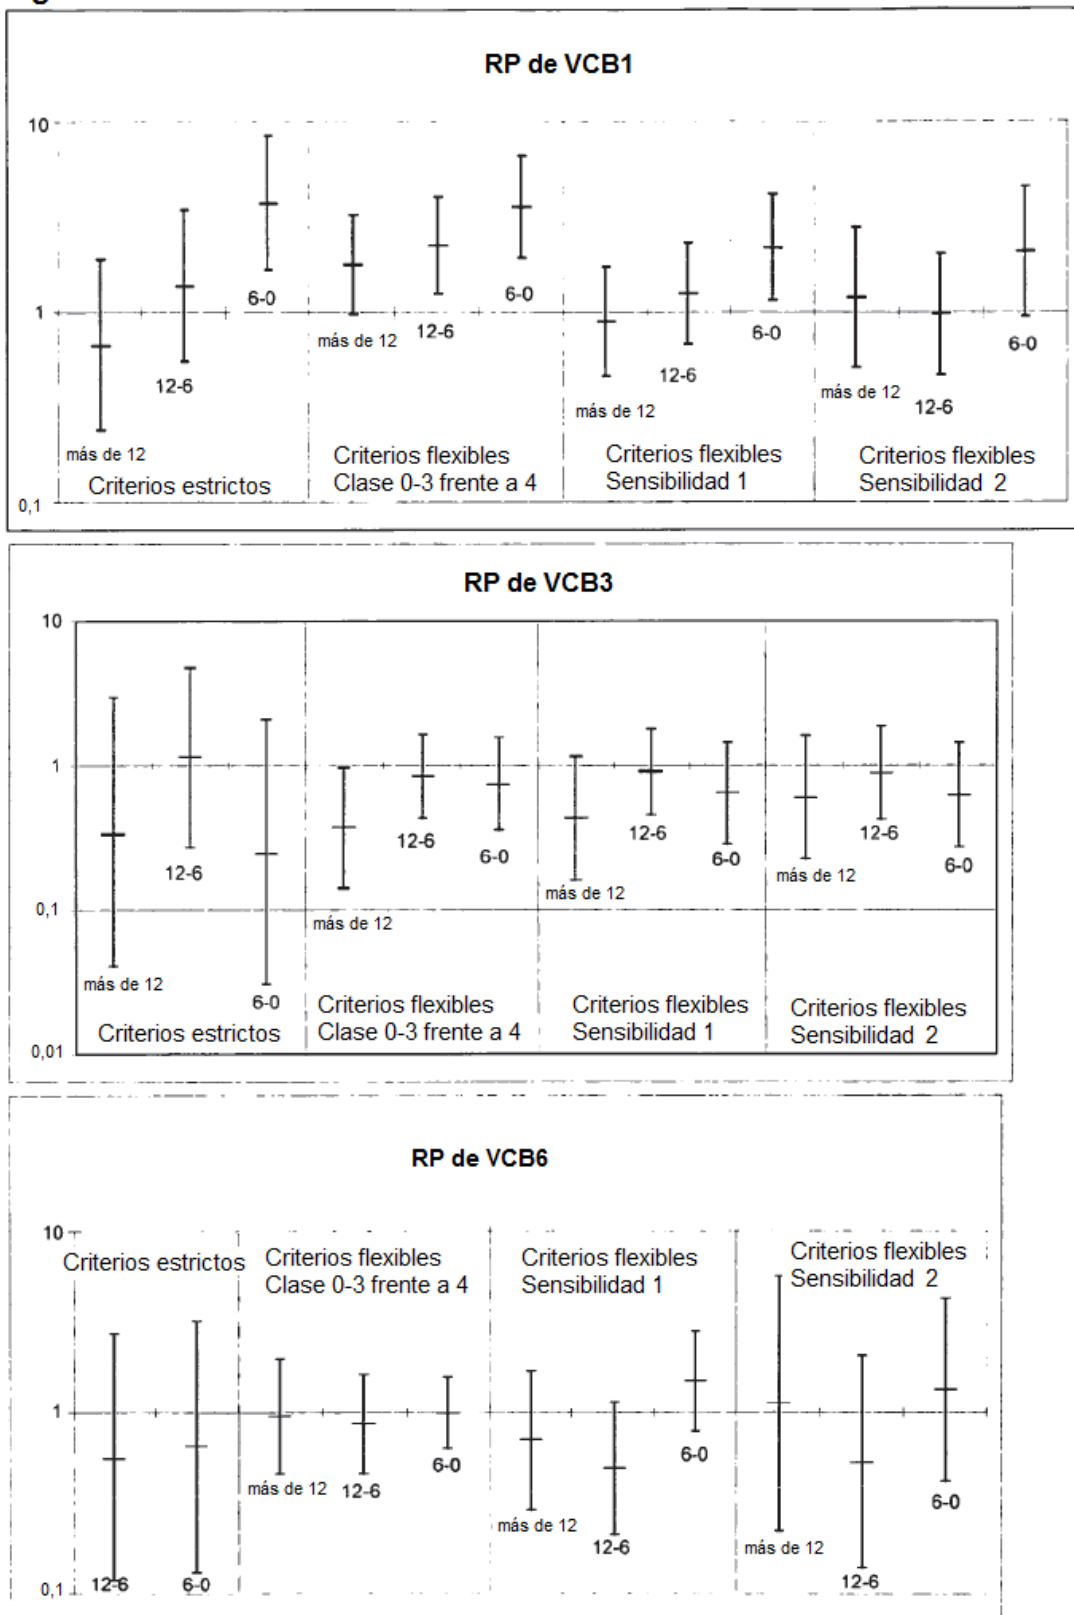 RP de VCB1
10
1
0,1
más de 12
12-6
6-0
Criterios estrictos
más de 12
12-6
6-0
Criterios flexibles
Clase 0-3 frente a 4
más de 12
12-6
6-0
Criterios flexibles
Sensibilidad 1
más de 12
12-6
6-0
Criterios flexibles
Sensibilidad 2
RP de VCB3
10
1
0,1
0,01
más de 12
12-6
6-0
Criterios estrictos
más de 12
12-6
6-0
Criterios flexibles
Clase 0-3 frente a 4
más de 12
12-6
6-0
Criterios flexibles
Sensibilidad 1
más de 12
12-6
6-0
Criterios flexibles
Sensibilidad 2
RP de VCB6
10
1
0,1
Criterios estrictos
12-6
6-0
Criterios flexibles
Clase 0-3 frente a 4
más de 12
12-6
6-0
Criterios flexibles
Sensibilidad 1
más de 12
12-6
6-0
Criterios flexibles
Sensibilidad 2
más de 12
12-6
6-0